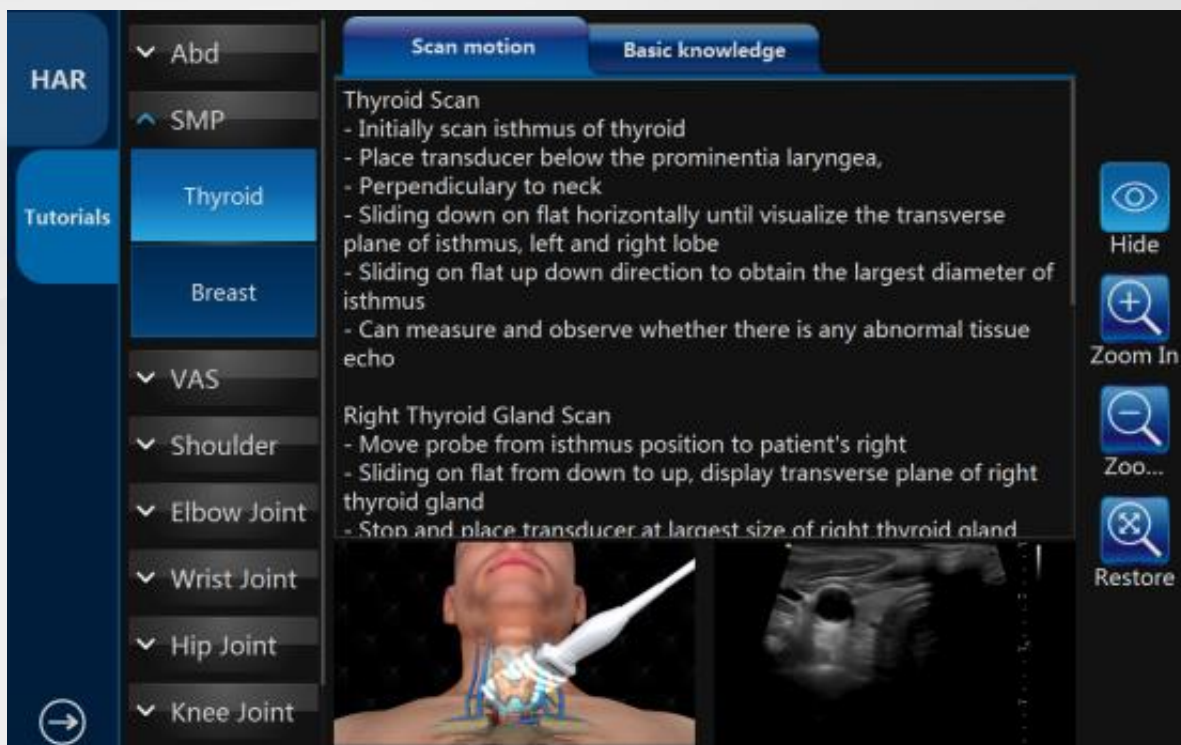 HAR
Tutorials
Abd
SMP
Thyroid
Breast
VAS
Shoulder
Elbow Joint
Wrist Joint
Hip Joint
Knee Joint
Scan motion
Basic knowledge
Thyroid Scan
- Initially scan isthmus of thyroid
- Place transducer below the prominentia laryngea,
- Perpendiculary to neck
- Sliding down on flat horizontally until visualize the transverse
plane of isthmus, left and right lobe
- Sliding on flat up down direction to obtain the largest diameter of
isthmus
- Can measure and observe whether there is any abnormal tissue
echo
Right Thyroid Gland Scan
- Move probe from isthmus position to patient's right
- Sliding on flat from down to up, display transverse plane of right
thyroid gland
- Stop and place transducer at largest size of right thyroid gland
Hide
Zoom In
Zoo...
Restore